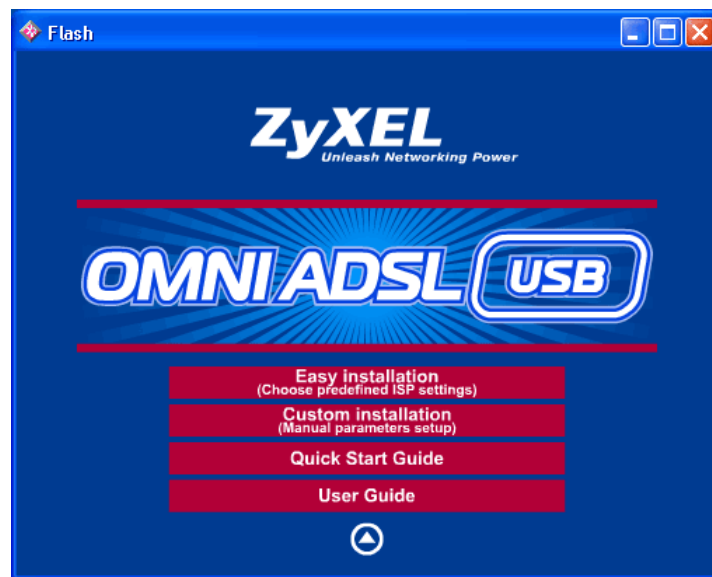 Flash
ZyXEL
Unleash Networking Power
OMNI ADSL USB
Easy installation
(Choose predefined ISP settings)
Custom installation
(Manual parameters setup)
Quick Start Guide
User Guide